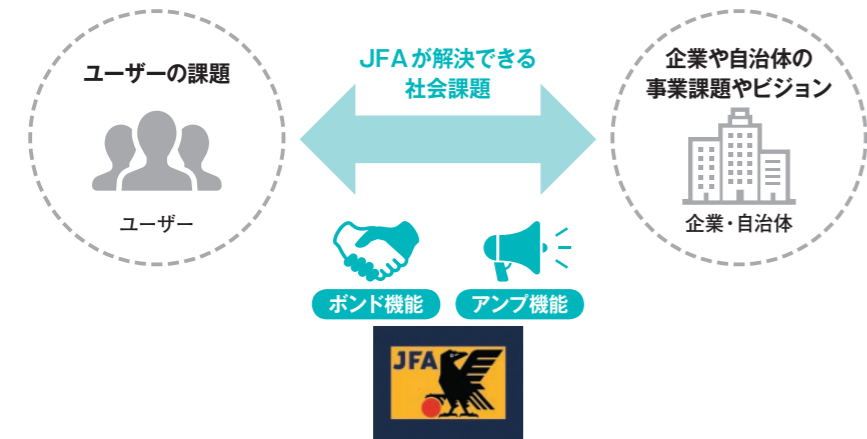 ユーザーの課題
ユーザー
JFAが解決できる
社会課題
企業や自治体の
事業課題やビジョン
企業・自治体
ボンド機能
アンプ機能
JFA